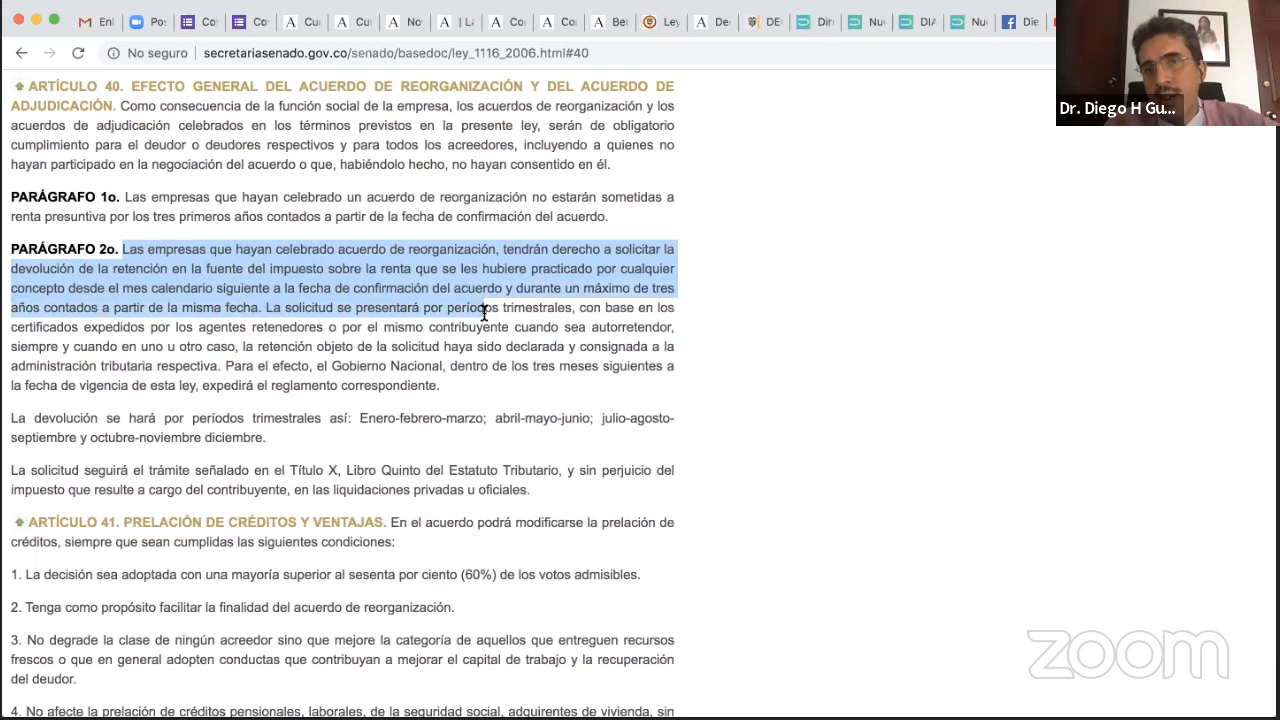 M Enl
Po:
Co
Co
Cu
Cu
No
| La
Co
Co
Be
Ley
De
DE
Dir
Nu
DIA
Nu
Die
No seguro | secretariasenado.gov.co/senado/basedoc/ley_1116_2006.html#40
Dr. Diego H Gu...
ARTÍCULO 40. EFECTO GENERAL DEL ACUERDO DE REORGANIZACIÓN Y DEL ACUERDO DE
ADJUDICACIÓN. Como consecuencia de la función social de la empresa, los acuerdos de reorganización y los
acuerdos de adjudicación celebrados en los términos previstos en la presente ley, serán de obligatorio
cumplimiento para el deudor o deudores respectivos y para todos los acreedores, incluyendo a quienes no
hayan participado en la negociación del acuerdo o que, habiéndolo hecho, no hayan consentido en él.
PARÁGRAFO 1o. Las empresas que hayan celebrado un acuerdo de reorganización no estarán sometidas a
renta presuntiva por los tres primeros años contados a partir de la fecha de confirmación del acuerdo.
PARÁGRAFO 2o. Las empresas que hayan celebrado acuerdo de reorganización, tendrán derecho a solicitar la
devolución de la retención en la fuente del impuesto sobre la renta que se les hubiere practicado por cualquier
concepto desde el mes calendario siguiente a la fecha de confirmación del acuerdo y durante un máximo de tres
años contados a partir de la misma fecha. La solicitud se presentará por períodos trimestrales, con base en los
certificados expedidos por los agentes retenedores o por el mismo contribuyente cuando sea autorretendor,
siempre y cuando en uno u otro caso, la retención objeto de la solicitud haya sido declarada y consignada a la
administración tributaria respectiva. Para el efecto, el Gobierno Nacional, dentro de los tres meses siguientes a
la fecha de vigencia de esta ley, expedirá el reglamento correspondiente.
La devolución se hará por períodos trimestrales así: Enero-febrero-marzo; abril-mayo-junio; julio-agosto-
septiembre y octubre-noviembre diciembre.
La solicitud seguirá el trámite señalado en el Título X, Libro Quinto del Estatuto Tributario, y sin perjuicio del
impuesto que resulte a cargo del contribuyente, en las liquidaciones privadas u oficiales.
ARTÍCULO 41. PRELACIÓN DE CRÉDITOS Y VENTAJAS. En el acuerdo podrá modificarse la prelación de
créditos, siempre que sean cumplidas las siguientes condiciones:
1. La decisión sea adoptada con una mayoría superior al sesenta por ciento (60%) de los votos admisibles.
2. Tenga como propósito facilitar la finalidad del acuerdo de reorganización.
3. No degrade la clase de ningún acreedor sino que mejore la categoría de aquellos que entreguen recursos
frescos o que en general adopten conductas que contribuyan a mejorar el capital de trabajo y la recuperación
del deudor.
4. No afecte la prelación de créditos pensionales, laborales, de la seguridad social, adquirentes de vivienda, sin
zoom